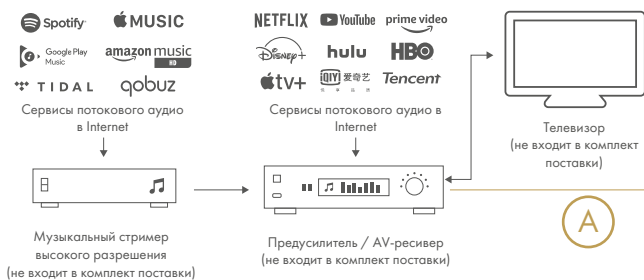 Spotify
MUSIC
Google Play
Music
amazon music
HD
TIDAL
qobuz
Сервисы потокового аудио
в Internet
NETFLIX
YouTube
prime video
Disney+
hulu
HBO
tv+
iQIYI 爱奇艺
Tencent
Сервисы потокового аудио в
Internet
Телевизор
(не входит в комплект
поставки)
A
Музыкальный стример
высокого разрешения
(не входит в комплект поставки)
Предусилитель / AV-ресивер
(не входит в комплект поставки)